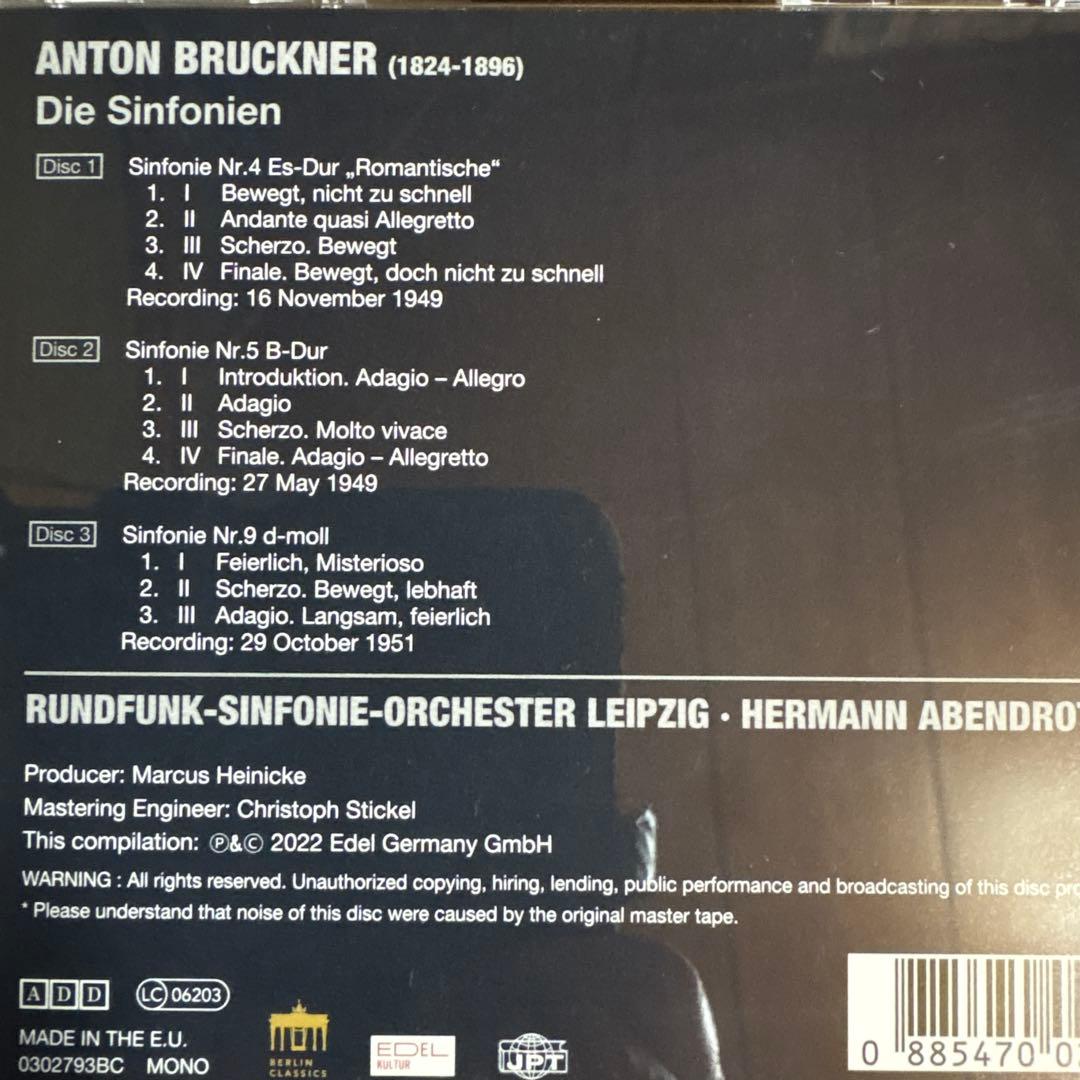 ANTON BRUCKNER (1824-1896)
Die Sinfonien
Disc 1 Sinfonie Nr.4 Es-Dur „Romantische“
1. I Bewegt, nicht zu schnell
2. II Andante quasi Allegretto
3. III Scherzo. Bewegt
4. IV Finale. Bewegt, doch nicht zu schnell
Recording: 16 November 1949
Disc 2 Sinfonie Nr.5 B-Dur
1. I Introduktion. Adagio – Allegro
2. II Adagio
3. III Scherzo. Molto vivace
4. IV Finale. Adagio – Allegretto
Recording: 27 May 1949
Disc 3 Sinfonie Nr.9 d-moll
1. I Feierlich, Misterioso
2. II Scherzo. Bewegt, lebhaft
3. III Adagio. Langsam, feierlich
Recording: 29 October 1951
RUNDFUNK-SINFONIE-ORCHESTER LEIPZIG · HERMANN
Producer: Marcus Heinicke
Mastering Engineer: Christoph Stickel
This compilation: ℗&© 2022 Edel Germany GmbH
WARNING : All rights reserved. Unauthorized copying, hiring, lending, public performance and broadcasting of this disc
* Please understand that noise of this disc were caused by the original master tape.
A D D LC 06203
MADE IN THE E.U.
0302793BC MONO
BERLIN CLASSICS
EDEL KULTUR
JPT
0 885470 0